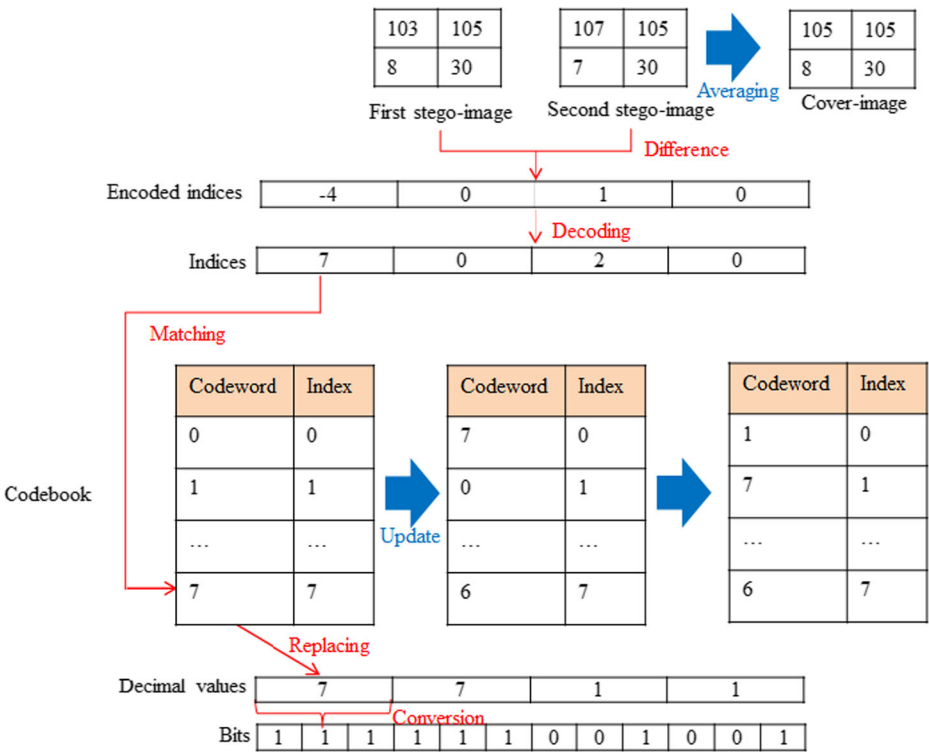 103 105 107 105 105 105
8 30 7 30 8 30
Averaging
First stego-image Second stego-image Cover-image
Difference
Encoded indices -4 0 1 0
Decoding
Indices 7 0 2 0
Matching
Codeword Index Codeword Index Codeword Index
0 0 7 0 1 0
1 1 0 1 7 1
Codebook
Update
... ... ... ... ... ...
7 7 6 7 6 7
Replacing
Decimal values 7 7 1 1
Conversion
Bits 1 1 1 1 1 1 0 0 1 0 0 1